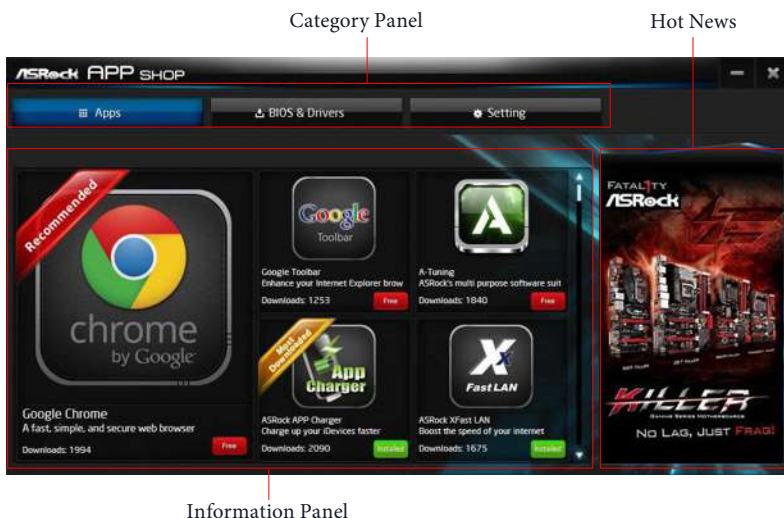 Category Panel
Hot News
ASRock APP SHOP
Apps
BIOS & Drivers
Setting
Recommended
chrome
by Google
Google Chrome
A fast, simple, and secure web browser
Downloads: 1994
Free
Google
Toolbar
Google Toolbar
Enhance your Internet Explorer brow
Downloads: 1253
Free
A-Tuning
ASRock's multi purpose software suit
Downloads: 1840
Free
Most Downloaded
App
Charger
ASRock APP Charger
Charge up your iDevices faster
Downloads: 2090
Installed
X
Fast LAN
ASRock XFast LAN
Boost the speed of your internet
Downloads: 1675
Installed
FATAL1TY
ASRock
KILLER
GAMING SERIES MOTHERBOARDS
NO LAG, JUST FRAG!
Information Panel